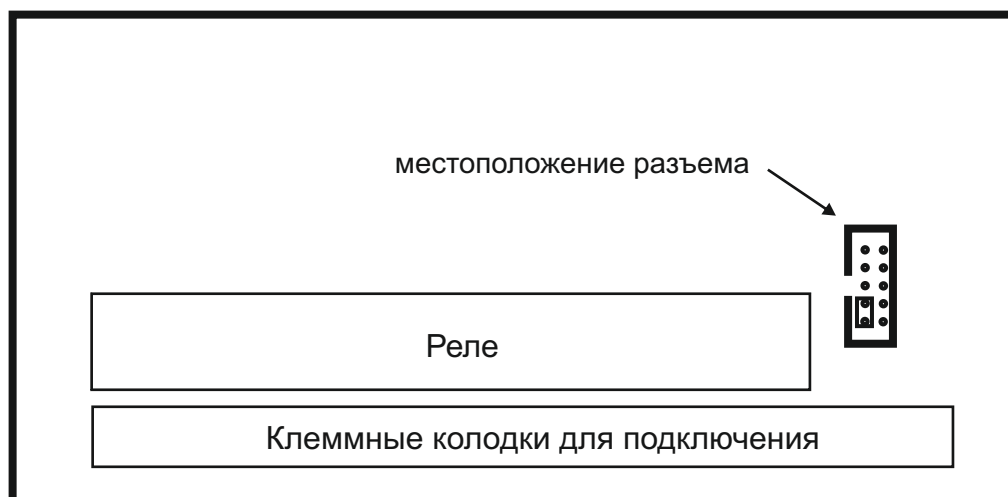 местоположение разъема
Реле
Клеммные колодки для подключения